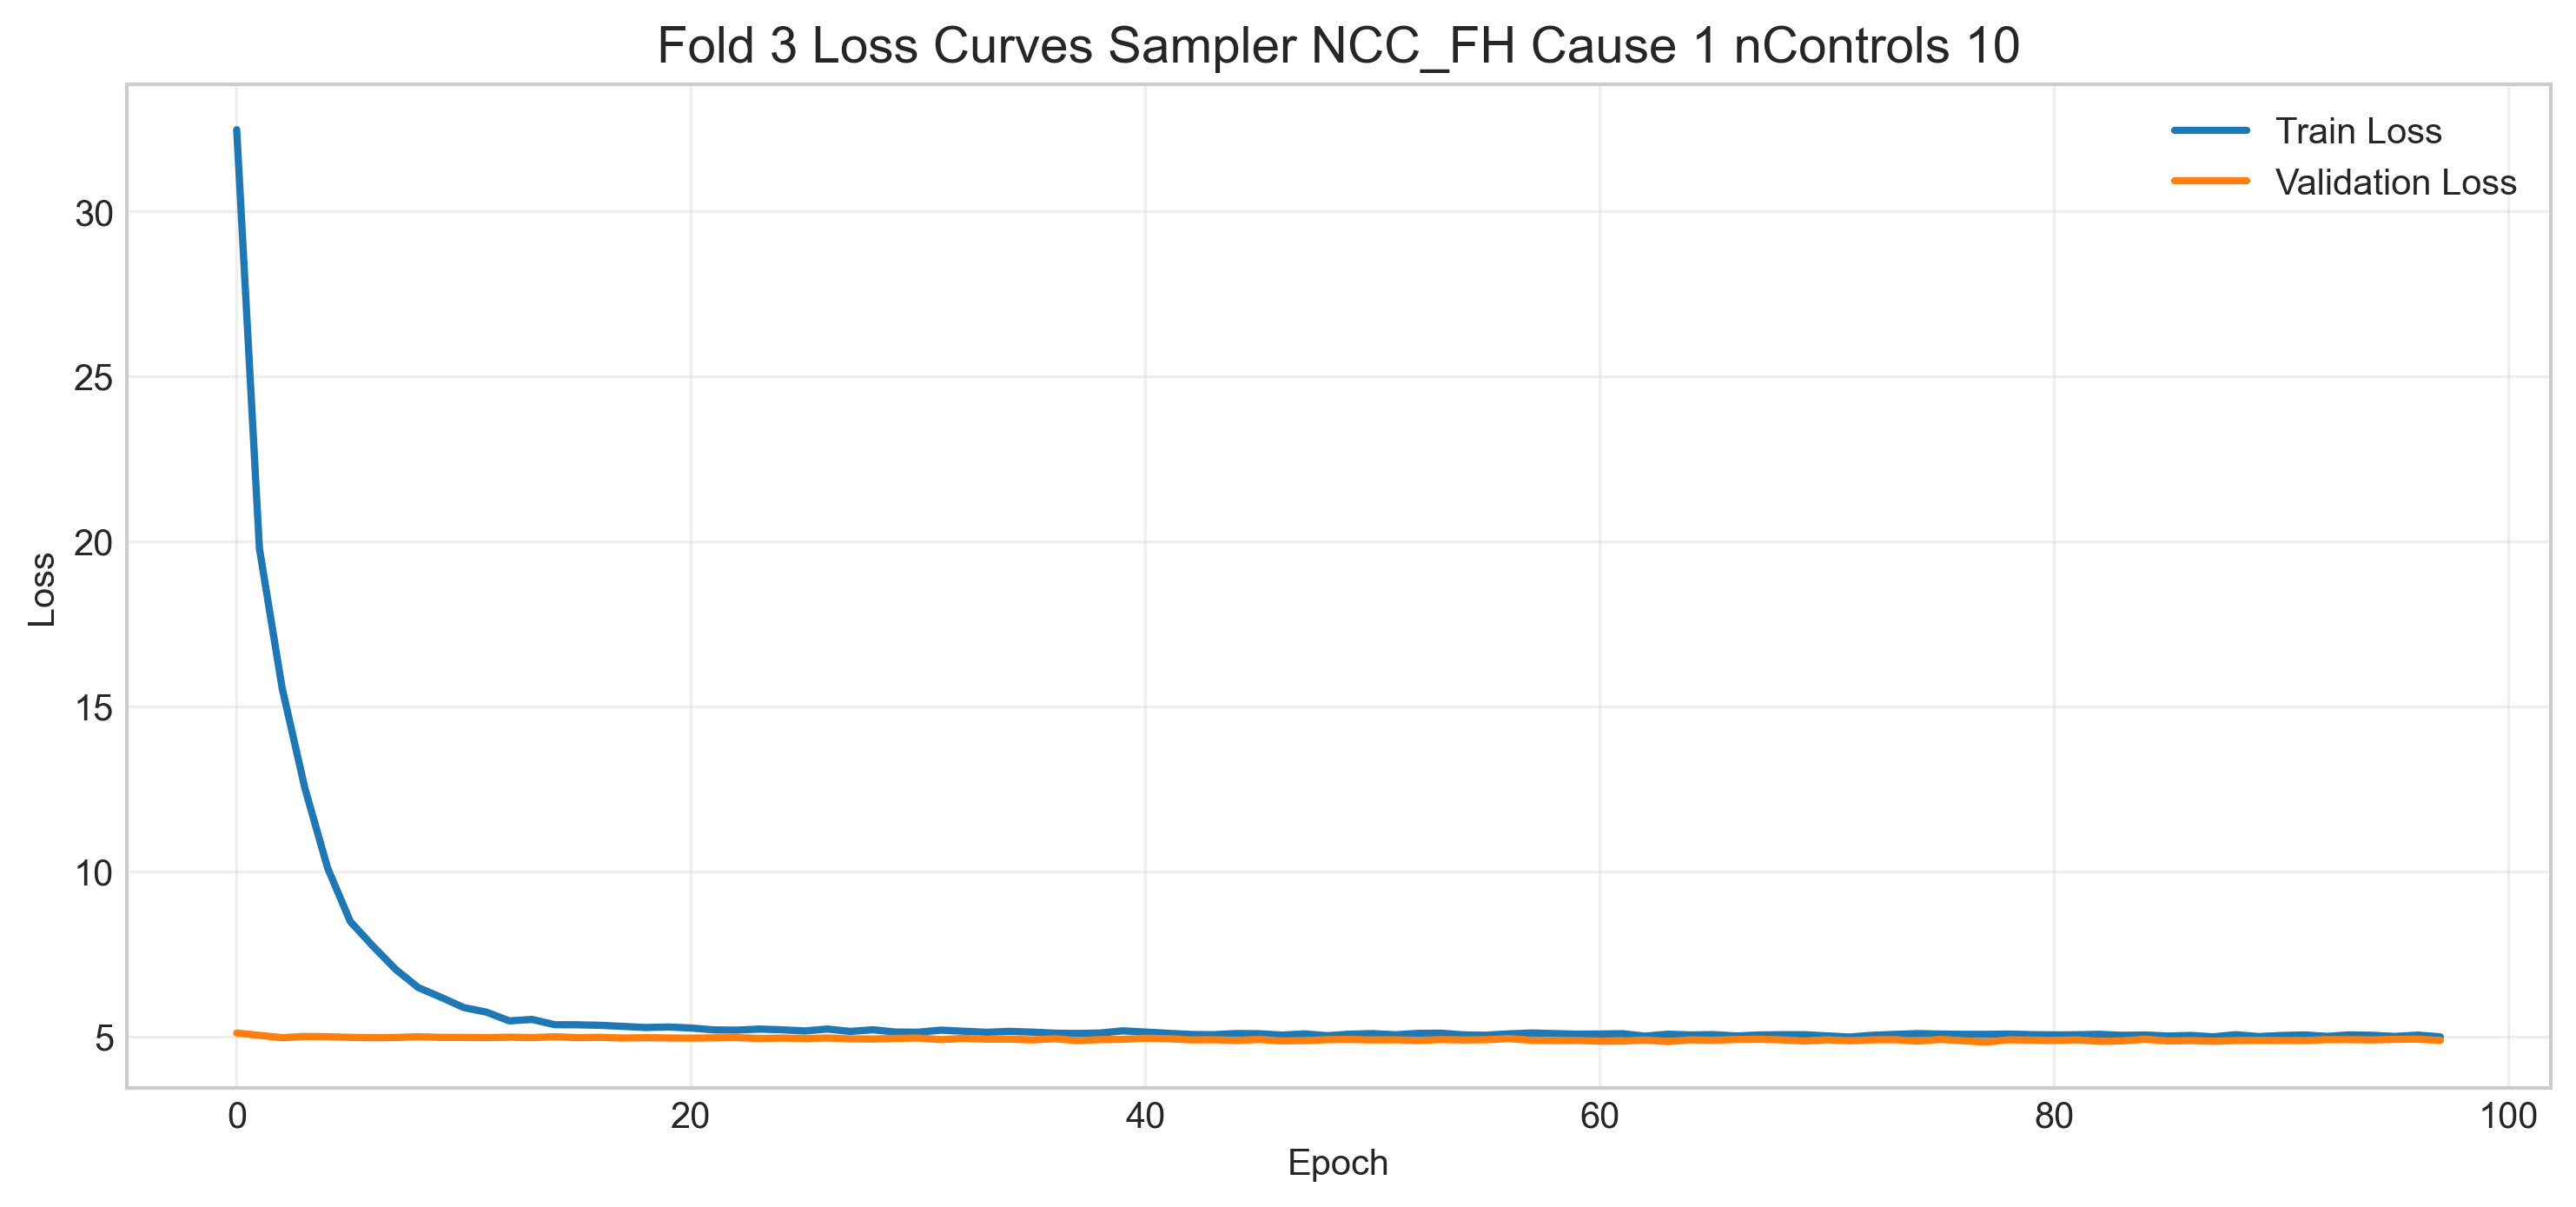 Fold 3 Loss Curves Sampler NCC_FH Cause 1 nControls 10
Train Loss
Validation Loss
Loss
30
25
20
15
10
5
0 20 40 60 80 100
Epoch